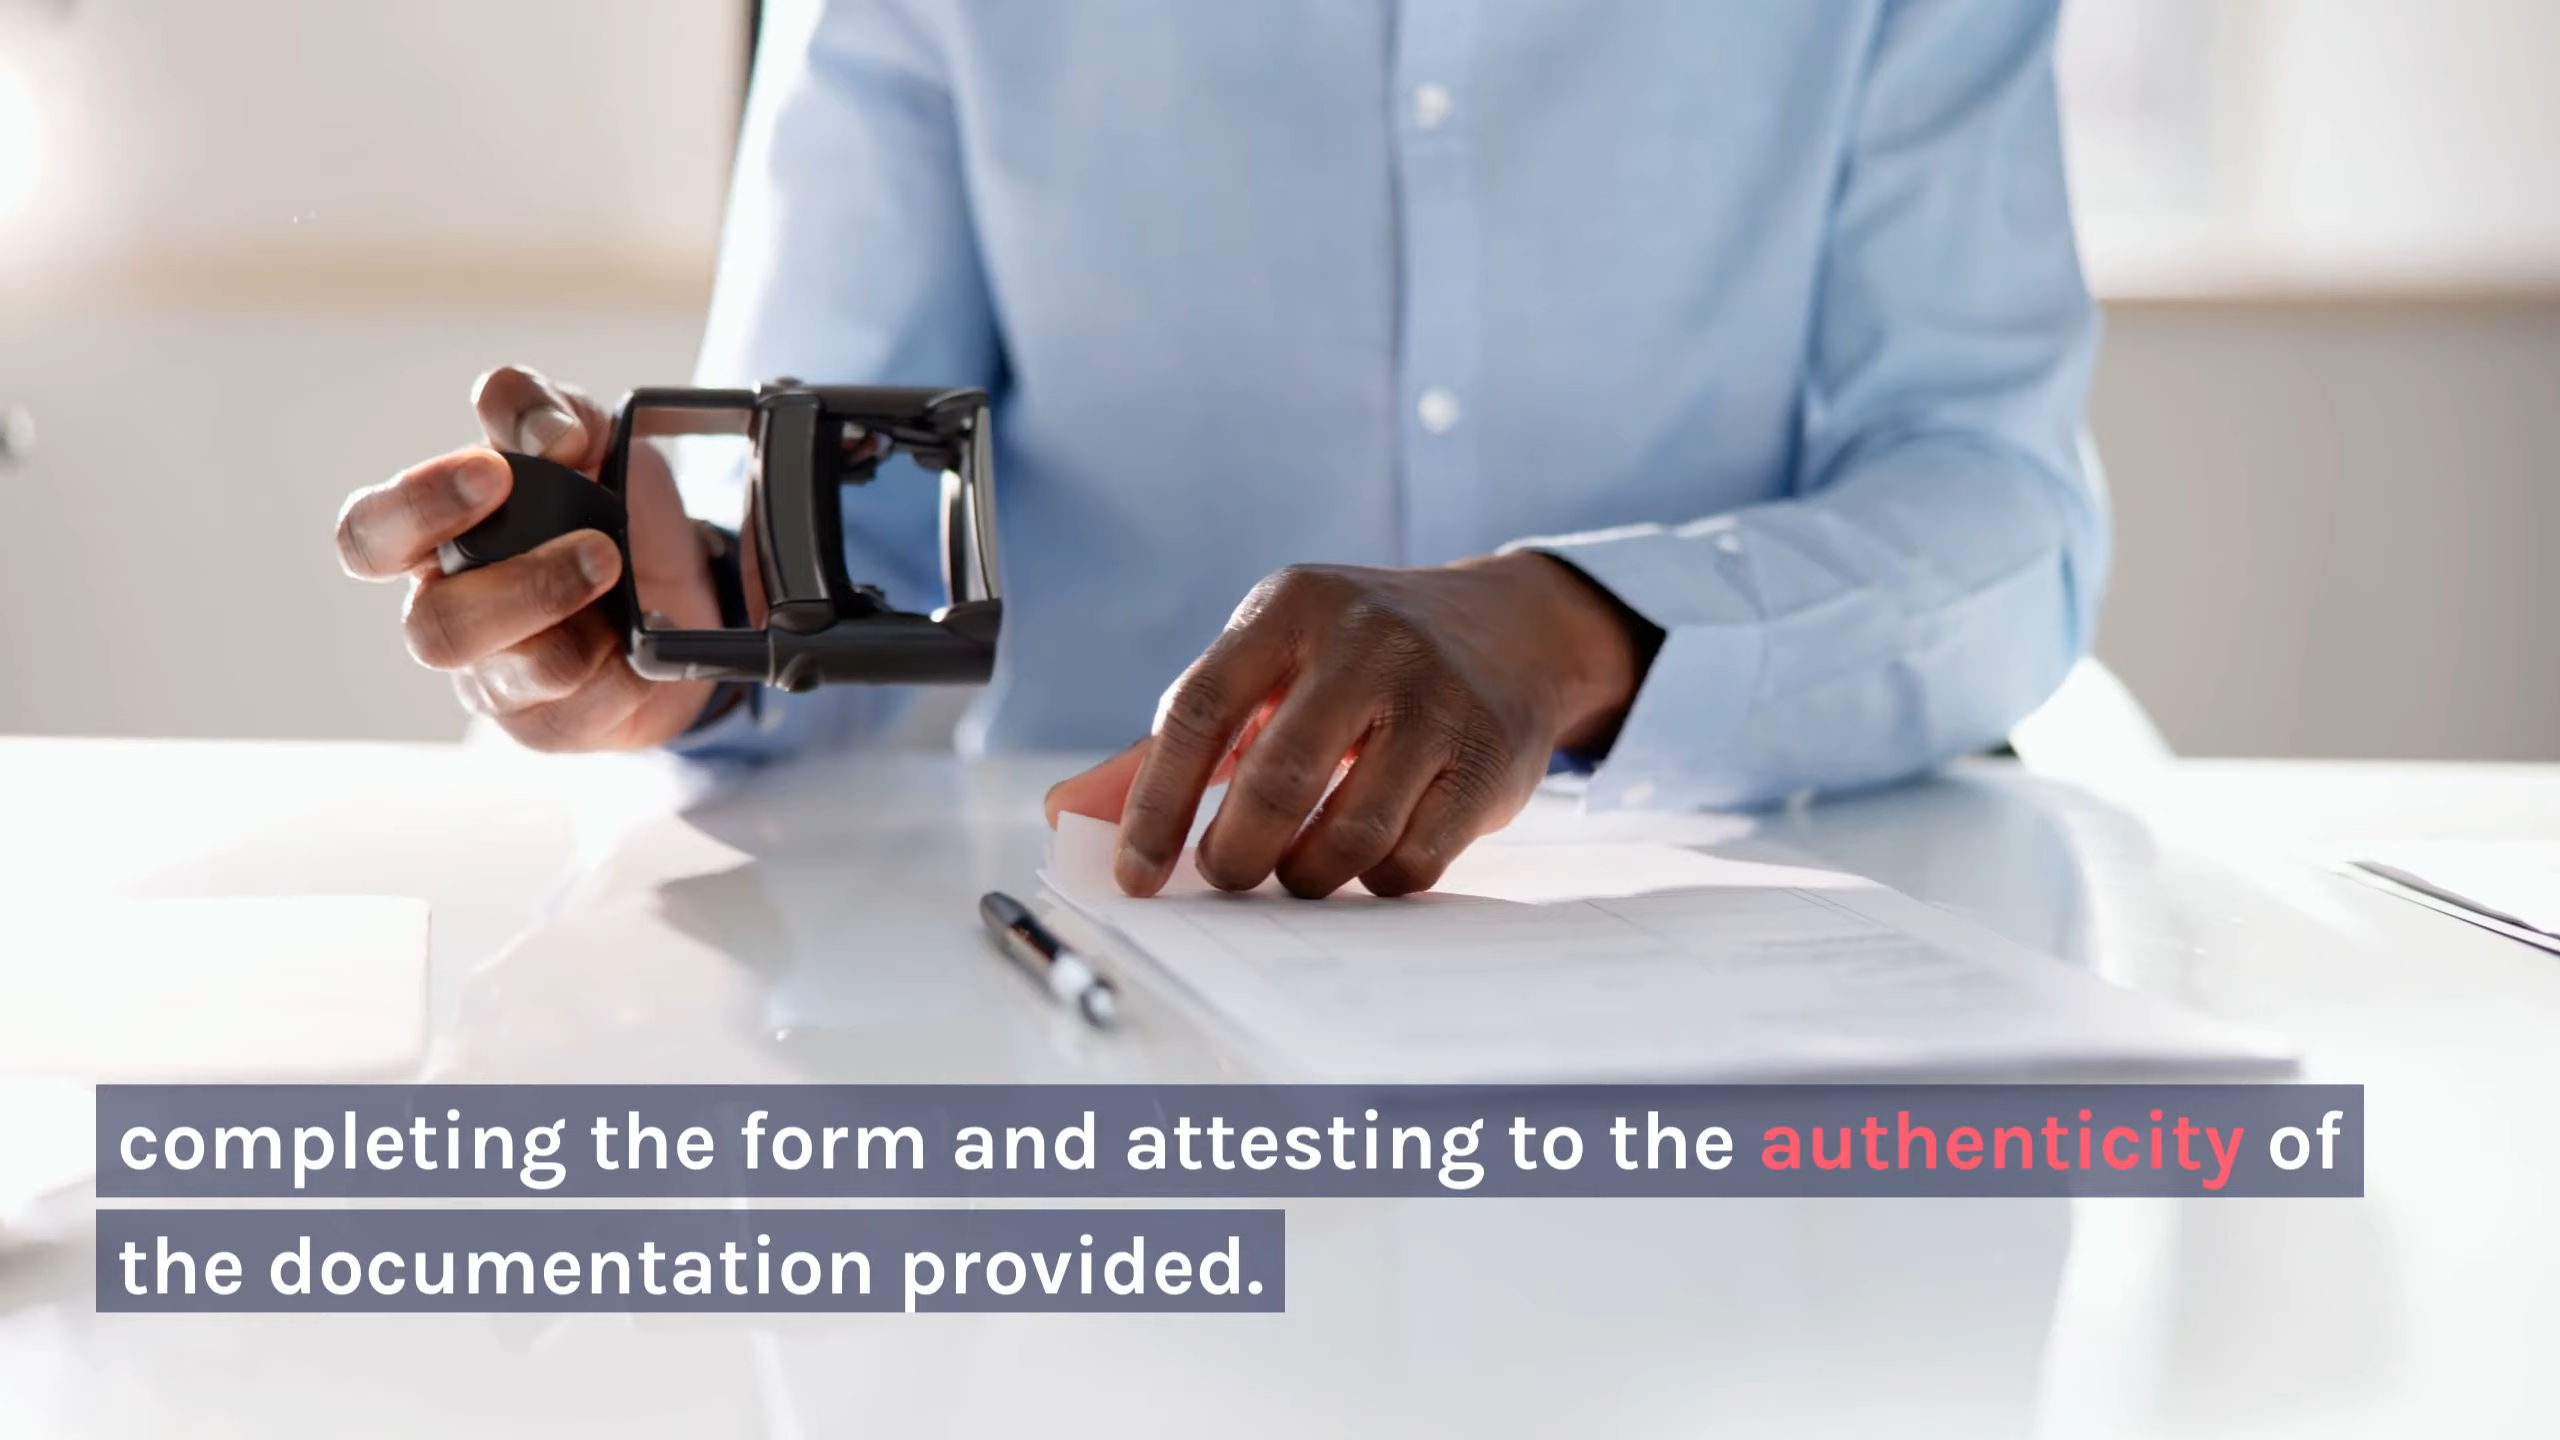 completing the form and attesting to the authenticity of
the documentation provided.